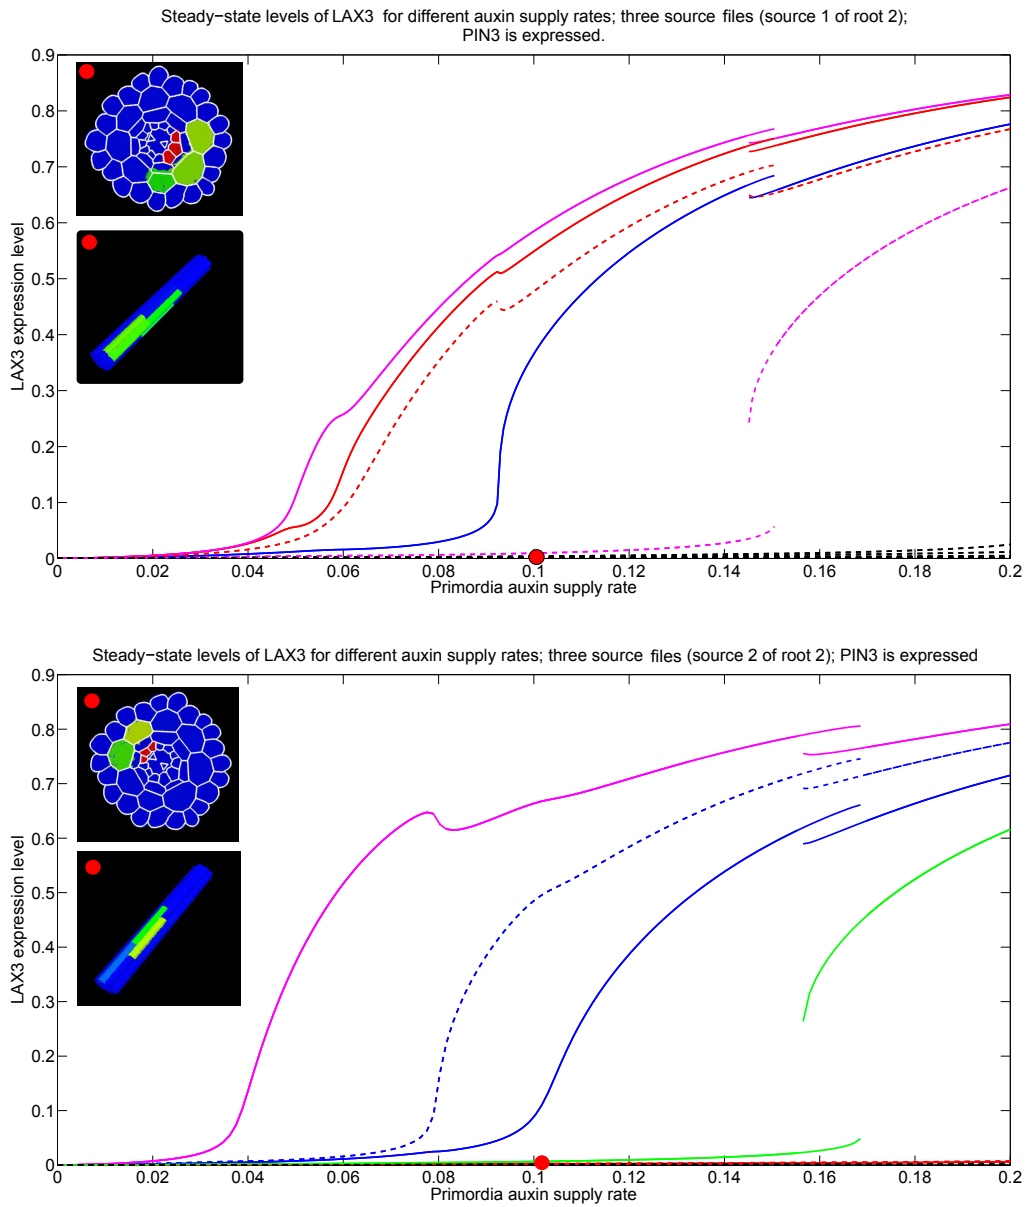 Steady−state levels of LAX3 for different auxin supply rates; three source files (source 1 of root 2);
PIN3 is expressed.
0.9
0.8
0.7
0.6
0.5
0.4
0.3
0.2
0.1
0
LAX3 expression level
0 0.02 0.04 0.06 0.08 0.1 0.12 0.14 0.16 0.18 0.2
Primordia auxin supply rate
Steady−state levels of LAX3 for different auxin supply rates; three source files (source 2 of root 2); PIN3 is expressed
0.9
0.8
0.7
0.6
0.5
0.4
0.3
0.2
0.1
0
LAX3 expression level
0 0.02 0.04 0.06 0.08 0.1 0.12 0.14 0.16 0.18 0.2
Primordia auxin supply rate